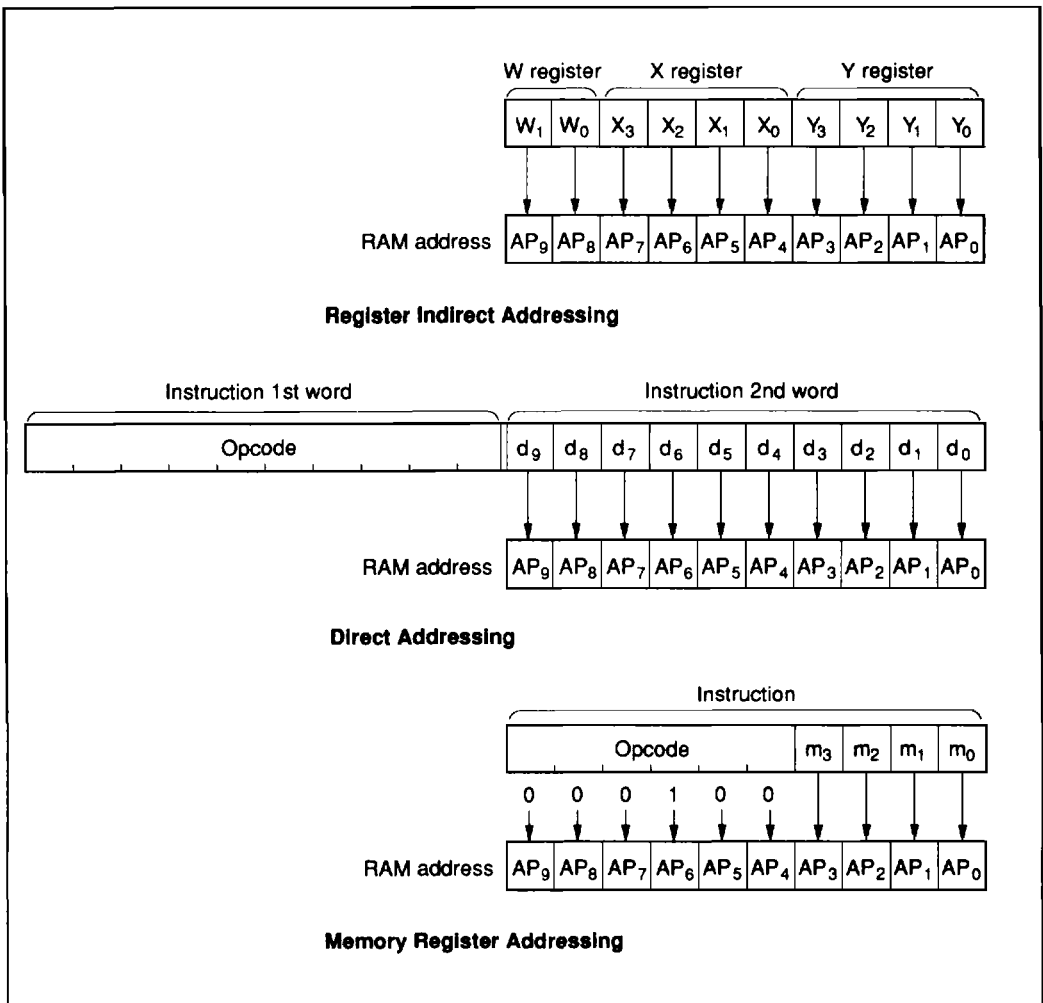 W register X register Y register
W₁ W₀ X₃ X₂ X₁ X₀ Y₃ Y₂ Y₁ Y₀
RAM address AP₉ AP₈ AP₇ AP₆ AP₅ AP₄ AP₃ AP₂ AP₁ AP₀
Register Indirect Addressing
Instruction 1st word Instruction 2nd word
Opcode d₉ d₈ d₇ d₆ d₅ d₄ d₃ d₂ d₁ d₀
RAM address AP₉ AP₈ AP₇ AP₆ AP₅ AP₄ AP₃ AP₂ AP₁ AP₀
Direct Addressing
Instruction
Opcode m₃ m₂ m₁ m₀
0 0 0 1 0 0
RAM address AP₉ AP₈ AP₇ AP₆ AP₅ AP₄ AP₃ AP₂ AP₁ AP₀
Memory Register Addressing